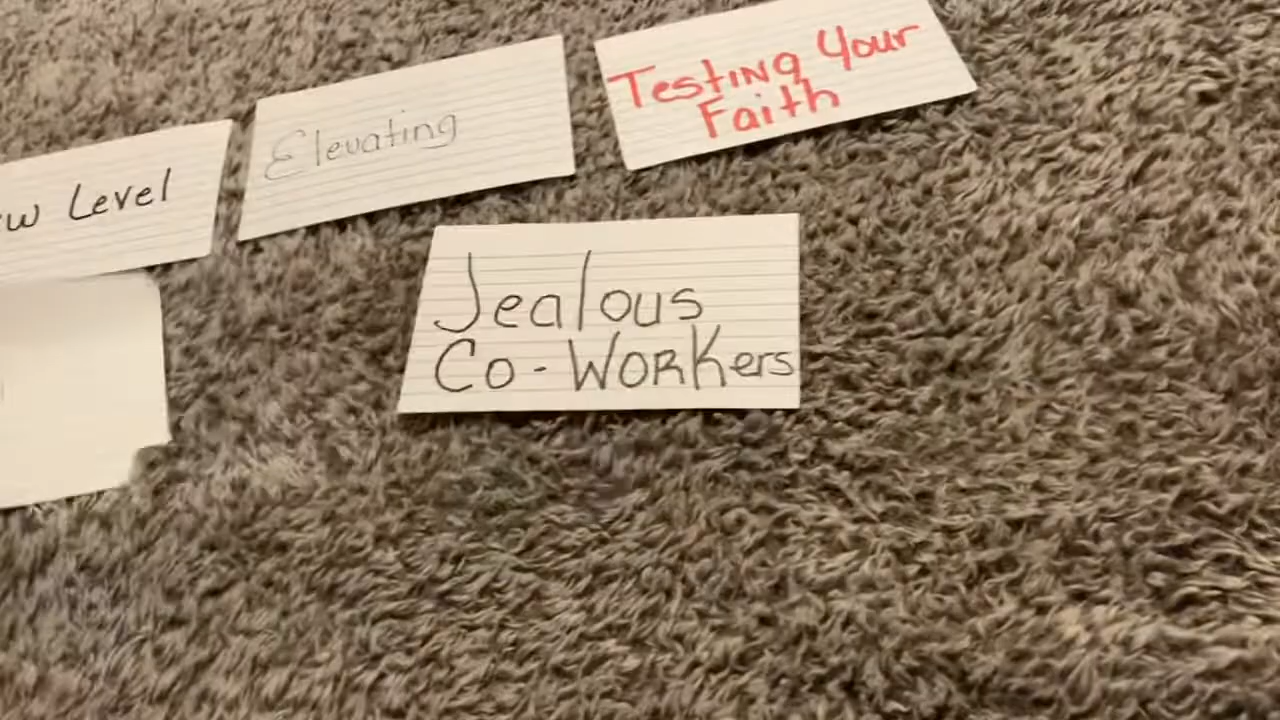 Level
Elevating
Testing Your
Faith
Jealous
Co-Workers